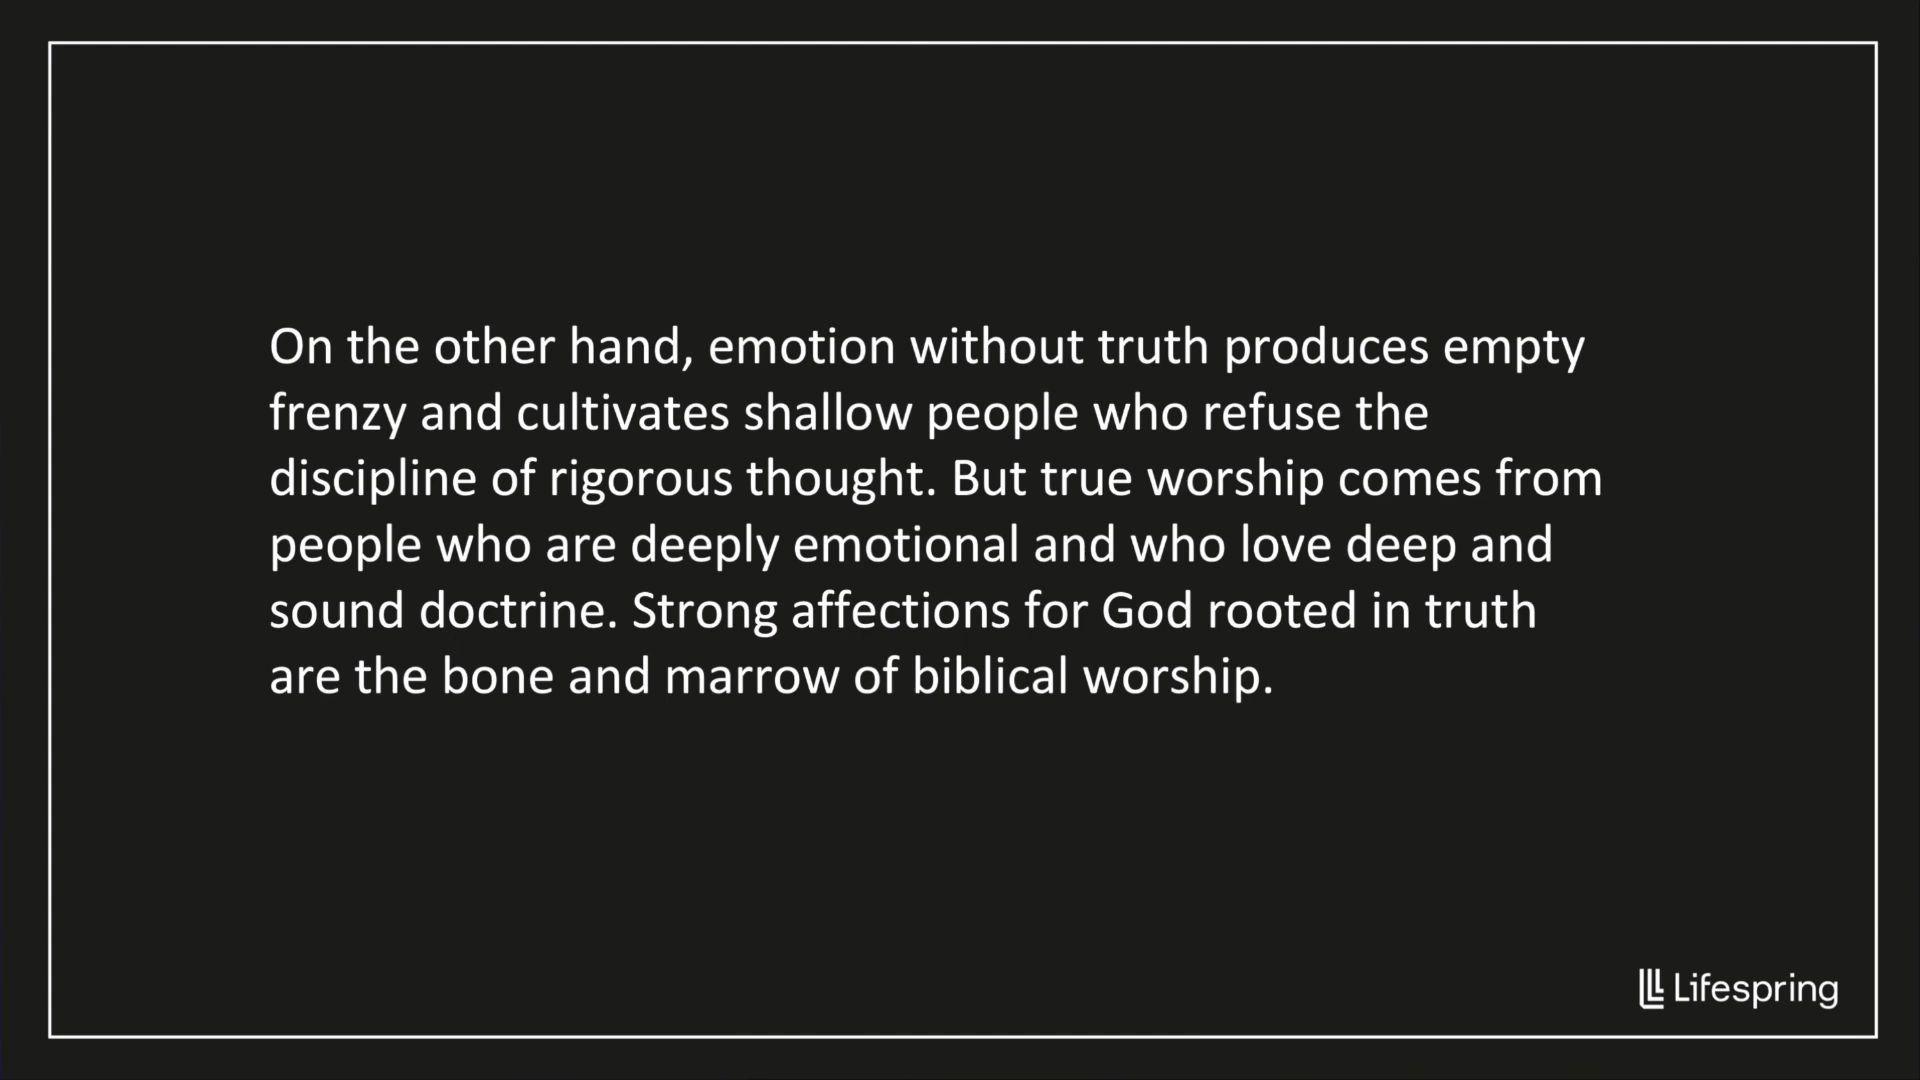 On the other hand, emotion without truth produces empty
frenzy and cultivates shallow people who refuse the
discipline of rigorous thought. But true worship comes from
people who are deeply emotional and who love deep and
sound doctrine. Strong affections for God rooted in truth
are the bone and marrow of biblical worship.
Lifespring